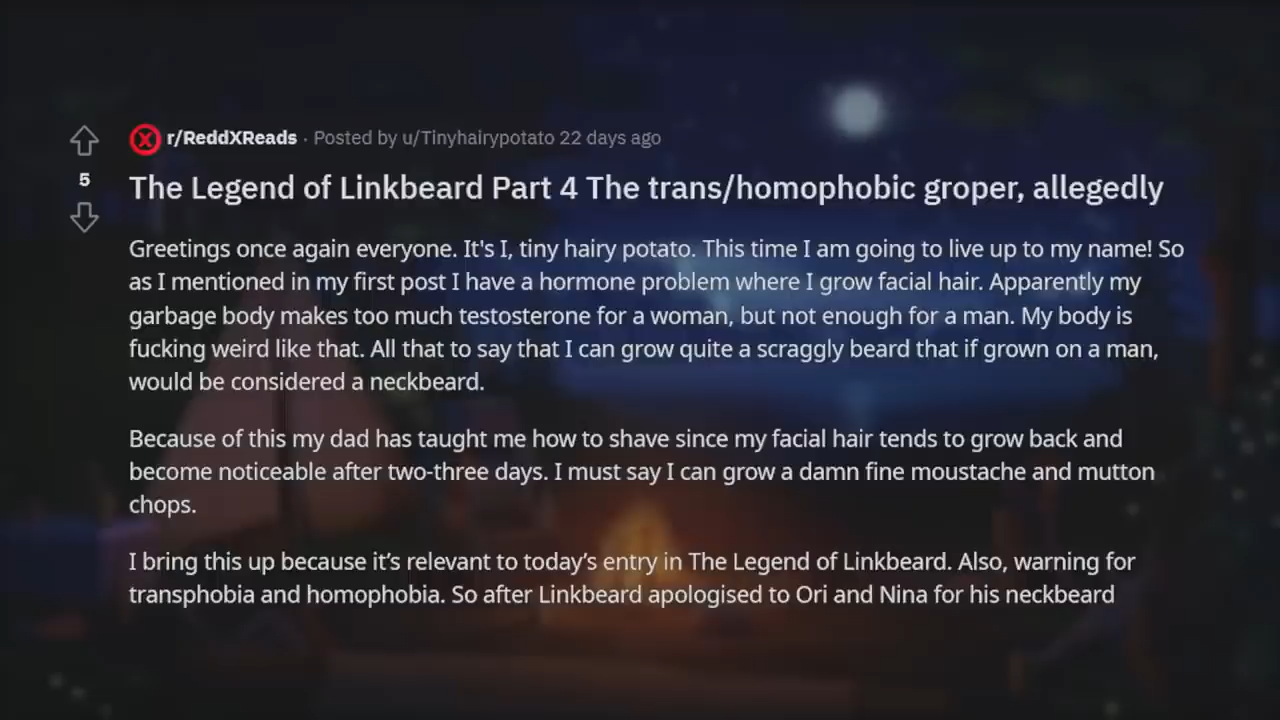 r/ReddXReads · Posted by u/Tinyhairypotato 22 days ago
5
The Legend of Linkbeard Part 4 The trans/homophobic groper, allegedly
Greetings once again everyone. It's I, tiny hairy potato. This time I am going to live up to my name! So
as I mentioned in my first post I have a hormone problem where I grow facial hair. Apparently my
garbage body makes too much testosterone for a woman, but not enough for a man. My body is
fucking weird like that. All that to say that I can grow quite a scraggly beard that if grown on a man,
would be considered a neckbeard.
Because of this my dad has taught me how to shave since my facial hair tends to grow back and
become noticeable after two-three days. I must say I can grow a damn fine moustache and mutton
chops.
I bring this up because it’s relevant to today’s entry in The Legend of Linkbeard. Also, warning for
transphobia and homophobia. So after Linkbeard apologised to Ori and Nina for his neckbeard